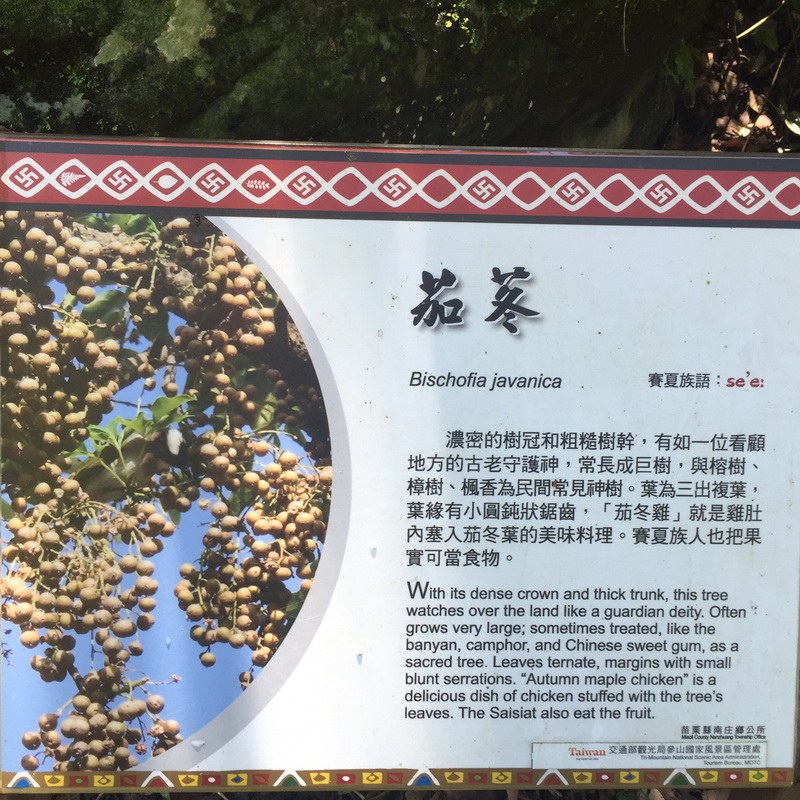 茄苳
Bischofia javanica 賽夏族語：se'e:
濃密的樹冠和粗糙樹幹，有如一位看顧
地方的古老守護神，常長成巨樹，與榕樹、
樟樹、楓香為民間常見神樹。葉為三出複葉，
葉緣有小圓鈍狀鋸齒，「茄冬雞」就是雞肚
內塞入茄冬葉的美味料理。賽夏族人也把果
實可當食物。
With its dense crown and thick trunk, this tree
watches over the land like a guardian deity. Often
grows very large; sometimes treated, like the
banyan, camphor, and Chinese sweet gum, as a
sacred tree. Leaves ternate, margins with small
blunt serrations. “Autumn maple chicken” is a
delicious dish of chicken stuffed with the tree’s
leaves. The Saisiat also eat the fruit.
苗栗縣南庄鄉公所
Miaoli County Nanzhuang Township Office
Taiwan 交通部觀光局參山國家風景區管理處
Tri-Mountain National Scenic Area Administration,
Tourism Bureau, MOTC